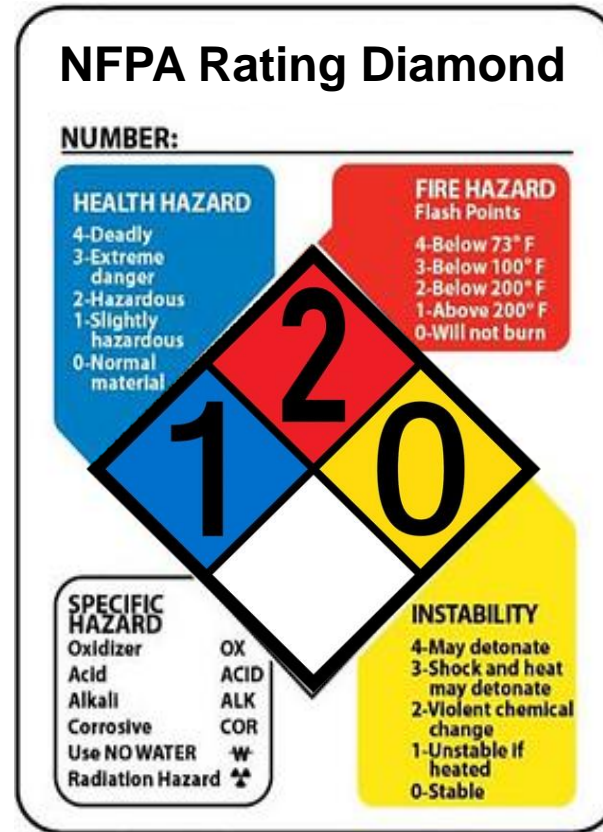 NFPA Rating Diamond
NUMBER:
HEALTH HAZARD
4-Deadly
3-Extreme
danger
2-Hazardous
1-Slightly
hazardous
0-Normal
material
FIRE HAZARD
Flash Points
4-Below 73° F
3-Below 100° F
2-Below 200° F
1-Above 200° F
0-Will not burn
2
1
0
SPECIFIC
HAZARD
Oxidizer OX
Acid ACID
Alkali ALK
Corrosive COR
Use NO WATER W
Radiation Hazard ☢
INSTABILITY
4-May detonate
3-Shock and heat
may detonate
2-Violent chemical
change
1-Unstable if
heated
0-Stable